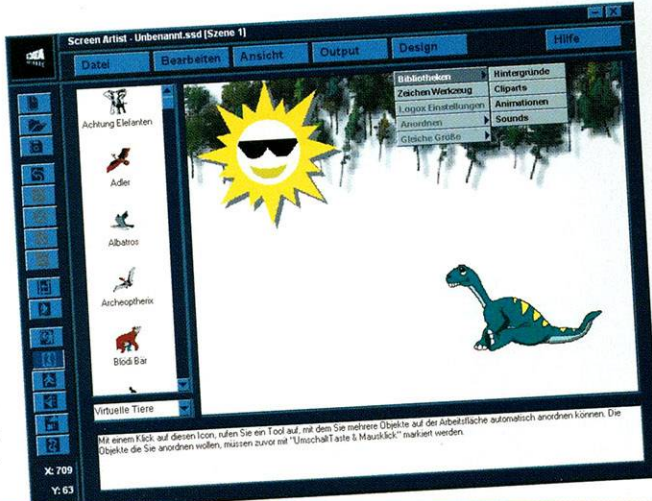 Screen Artist - Unbenannt.ssd [Szene 1]
Datei Bearbeiten Ansicht Output Design Hilfe
Bibliotheken
Zeichen Werkzeug
Logox Einstellungen
Anordnen
Gleiche Größe
Hintergründe
Cliparts
Animationen
Sounds
Achtung Elefanten
Adler
Albatros
Archeoptherix
Blödi Bär
Virtuelle Tiere
Mit einem Klick auf diesen Icon, rufen Sie ein Tool auf, mit dem Sie mehrere Objekte auf der Arbeitsfläche automatisch anordnen können. Die
Objekte die Sie anordnen wollen, müssen zuvor mit "UmschaltTaste & Mausklick" markiert werden.
X: 709
Y: 63